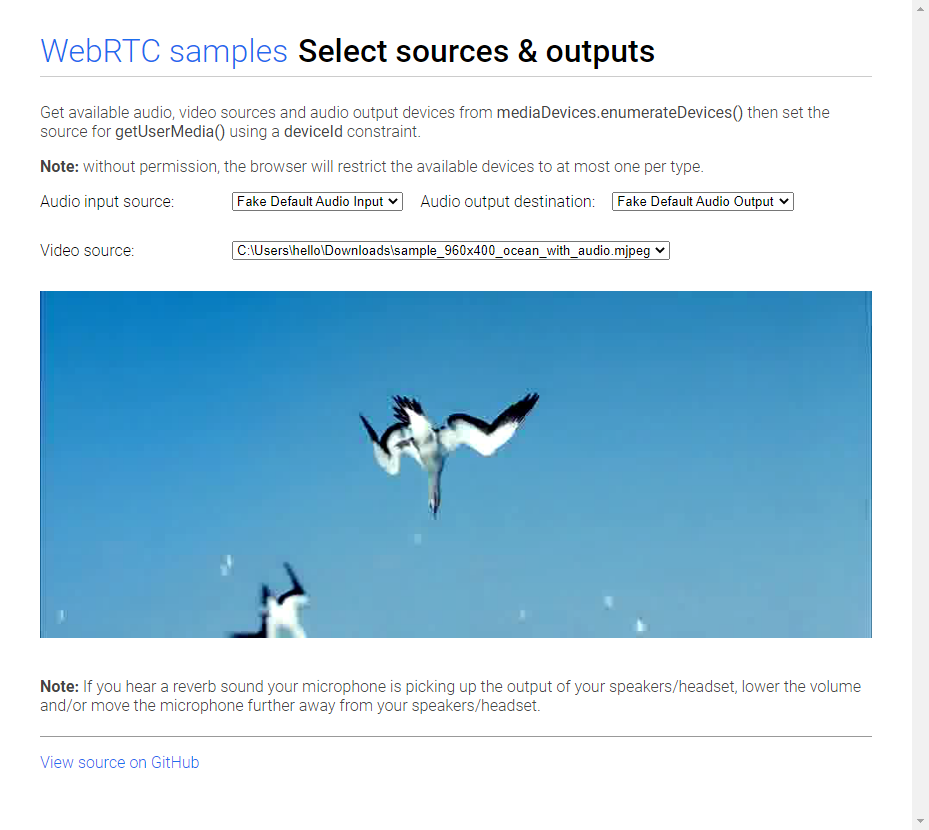 WebRTC samples Select sources & outputs
Get available audio, video sources and audio output devices from mediaDevices.enumerateDevices() then set the
source for getUserMedia() using a deviceId constraint.
Note: without permission, the browser will restrict the available devices to at most one per type.
Audio input source: Fake Default Audio Input Audio output destination: Fake Default Audio Output
Video source: C:\Users\hello\Downloads\sample_960x400_ocean_with_audio.mjpeg
Note: If you hear a reverb sound your microphone is picking up the output of your speakers/headset, lower the volume
and/or move the microphone further away from your speakers/headset.
View source on GitHub